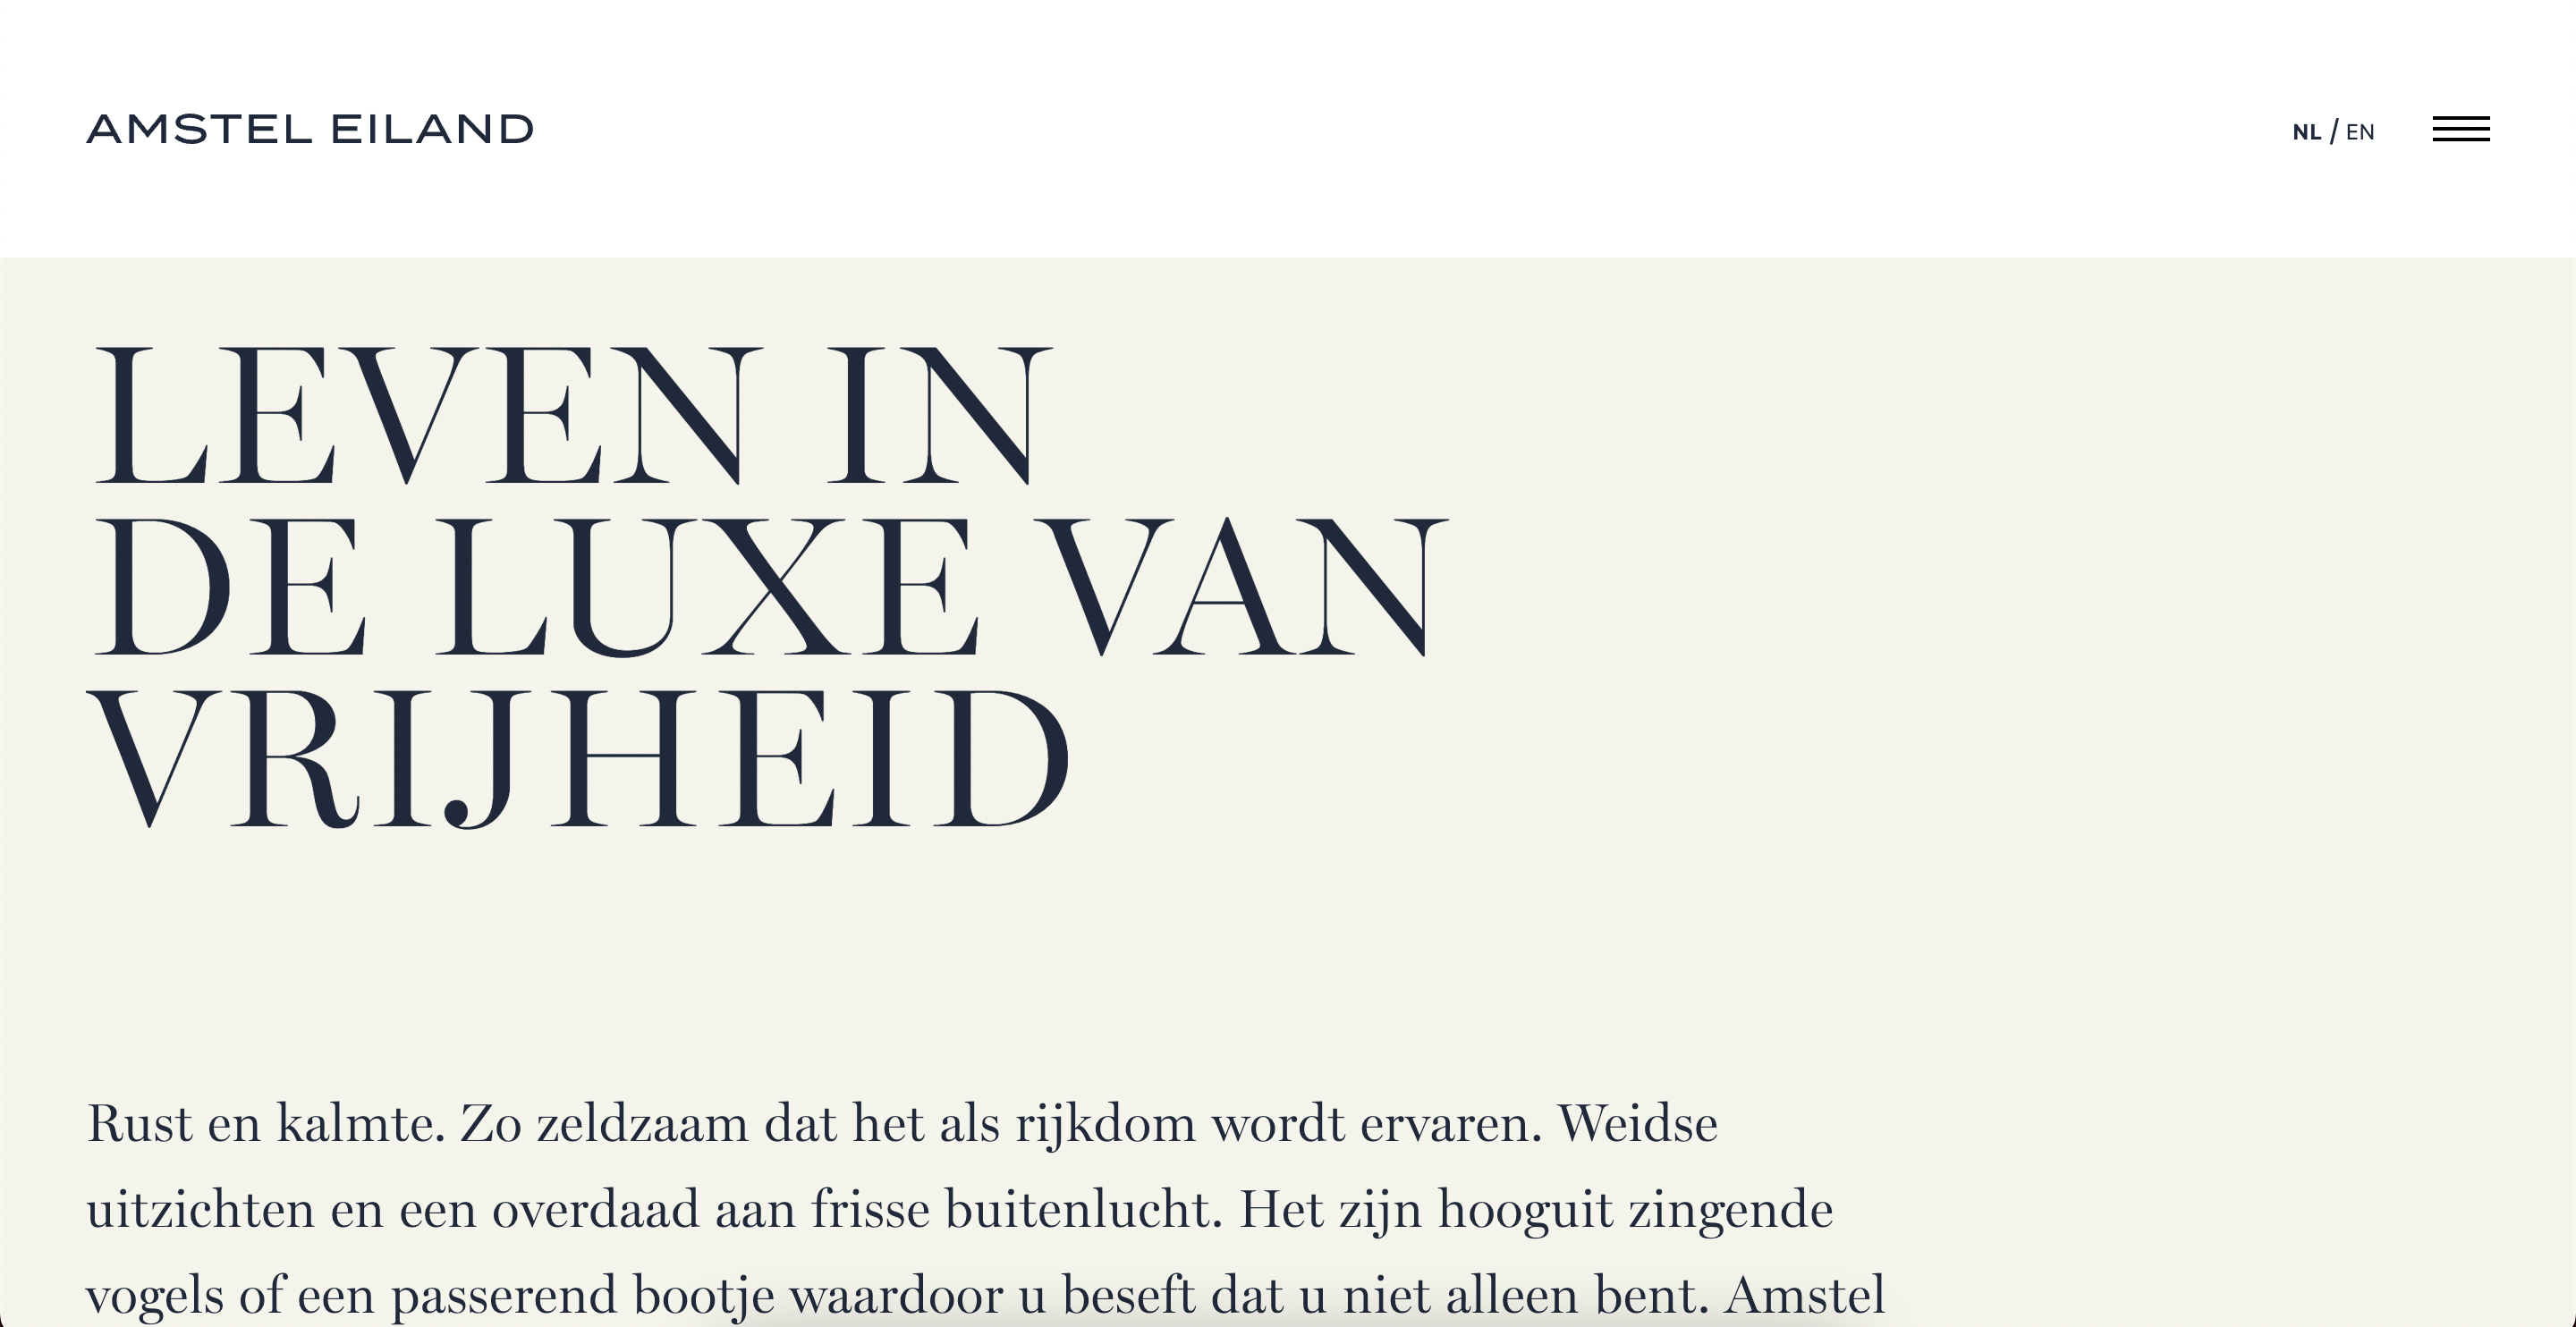 AMSTEL EILAND
NL / EN
LEVEN IN
DE LUXE VAN
VRIJHEID
Rust en kalmte. Zo zeldzaam dat het als rijkdom wordt ervaren. Weidse
uitzichten en een overdaad aan frisse buitenlucht. Het zijn hooguit zingende
vogels of een passerend bootje waardoor u beseft dat u niet alleen bent. Amstel